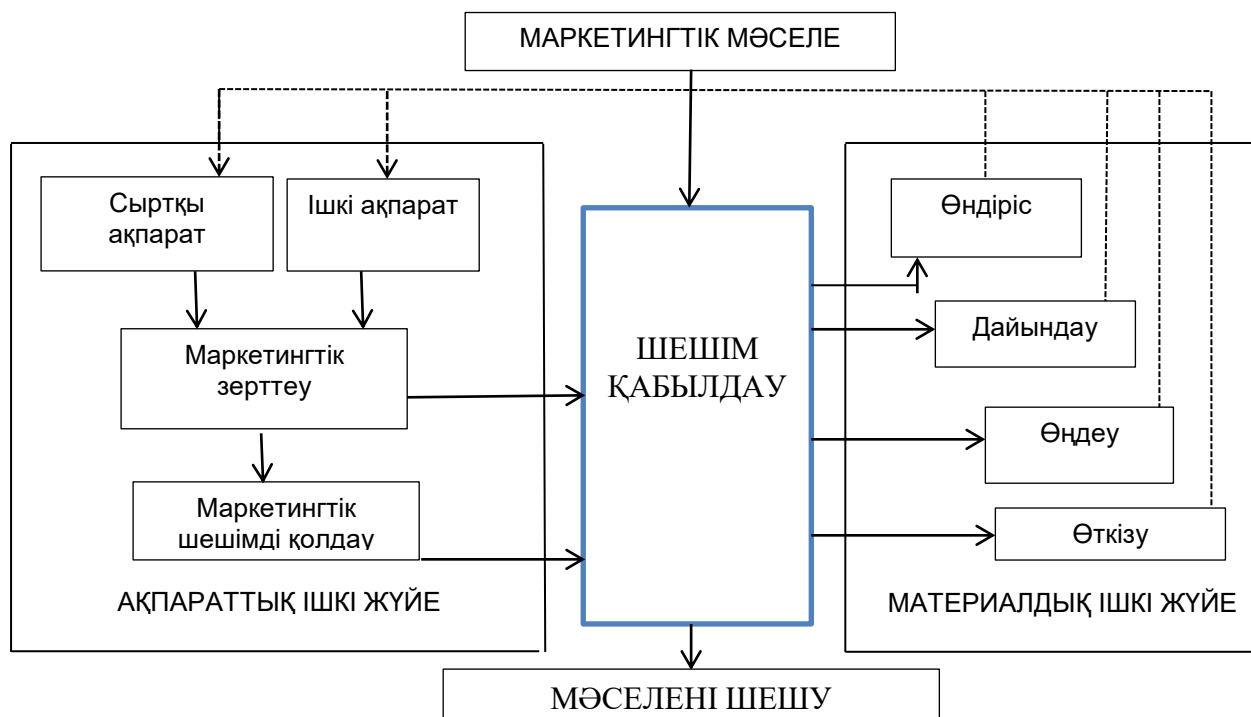 МАРКЕТИНГТІК МӘСЕЛЕ
Сыртқы
ақпарат
Ішкі ақпарат
Маркетингтік
зерттеу
Маркетингтік
шешімді қолдау
АҚПАРАТТЫҚ ІШКІ ЖҮЙЕ
ШЕШІМ
ҚАБЫЛДАУ
Өндіріс
Дайындау
Өңдеу
Өткізу
МАТЕРИАЛДЫҚ ІШКІ ЖҮЙЕ
МӘСЕЛЕНІ ШЕШУ